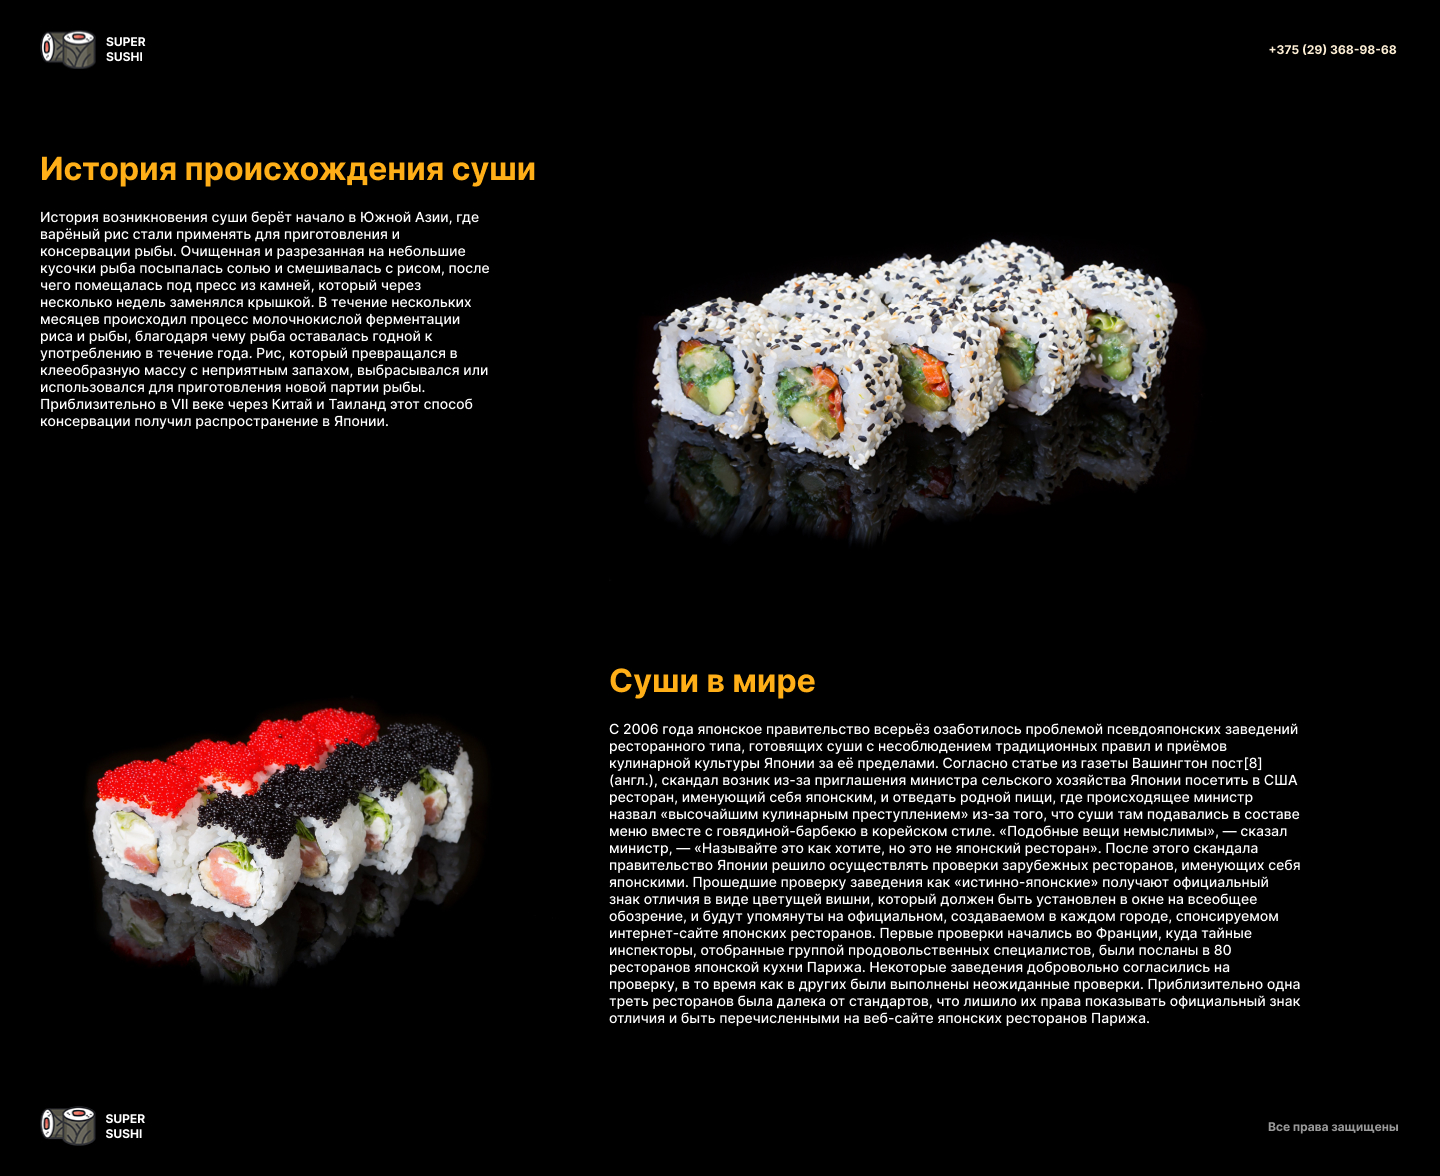 SUPER
SUSHI
+375 (29) 368-98-68
История происхождения суши
История возникновения суши берёт начало в Южной Азии, где
варёный рис стали применять для приготовления и
консервации рыбы. Очищенная и разрезанная на небольшие
кусочки рыба посыпалась солью и смешивалась с рисом, после
чего помещалась под пресс из камней, который через
несколько недель заменялся крышкой. В течение нескольких
месяцев происходил процесс молочнокислой ферментации
риса и рыбы, благодаря чему рыба оставалась годной к
употреблению в течение года. Рис, который превращался в
клееобразную массу с неприятным запахом, выбрасывался или
использовался для приготовления новой партии рыбы.
Приблизительно в VII веке через Китай и Таиланд этот способ
консервации получил распространение в Японии.
Суши в мире
С 2006 года японское правительство всерьёз озаботилось проблемой псевдояпонских заведений
ресторанного типа, готовящих суши с несоблюдением традиционных правил и приёмов
кулинарной культуры Японии за её пределами. Согласно статье из газеты Вашингтон пост[8]
(англ.), скандал возник из-за приглашения министра сельского хозяйства Японии посетить в США
ресторан, именующий себя японским, и отведать родной пищи, где происходящее министр
назвал «высочайшим кулинарным преступлением» из-за того, что суши там подавались в составе
меню вместе с говядиной-барбекю в корейском стиле. «Подобные вещи немыслимы», — сказал
министр, — «Называйте это как хотите, но это не японский ресторан». После этого скандала
правительство Японии решило осуществлять проверки зарубежных ресторанов, именующих себя
японскими. Прошедшие проверку заведения как «истинно-японские» получают официальный
знак отличия в виде цветущей вишни, который должен быть установлен в окне на всеобщее
обозрение, и будут упомянуты на официальном, создаваемом в каждом городе, спонсируемом
интернет-сайте японских ресторанов. Первые проверки начались во Франции, куда тайные
инспекторы, отобранные группой продовольственных специалистов, были посланы в 80
ресторанов японской кухни Парижа. Некоторые заведения добровольно согласились на
проверку, в то время как в других были выполнены неожиданные проверки. Приблизительно одна
треть ресторанов была далека от стандартов, что лишило их права показывать официальный знак
отличия и быть перечисленными на веб-сайте японских ресторанов Парижа.
SUPER
SUSHI
Все права защищены